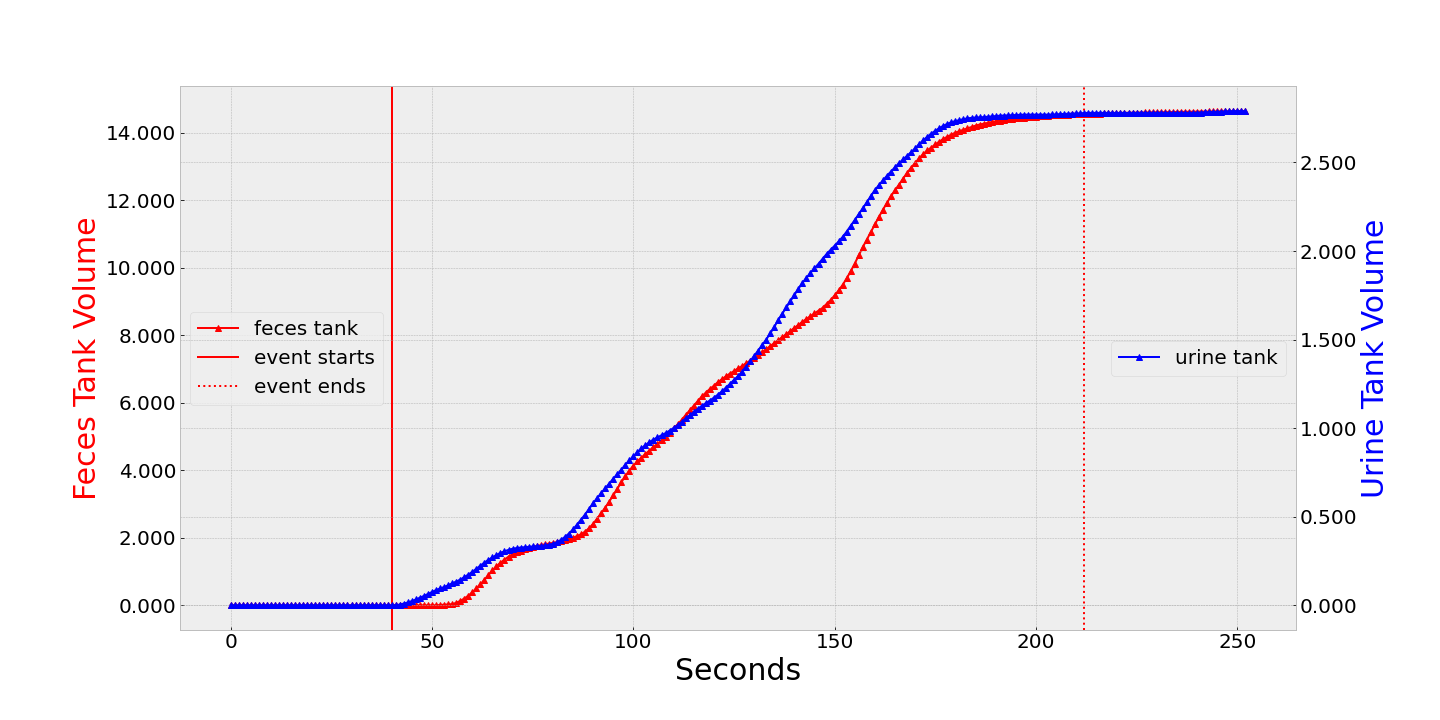 Feces Tank Volume
14.000
12.000
10.000
8.000
6.000
4.000
2.000
0.000
feces tank
event starts
event ends
urine tank
2.500
2.000
1.500
1.000
0.500
0.000
Urine Tank Volume
0 50 100 150 200 250
Seconds